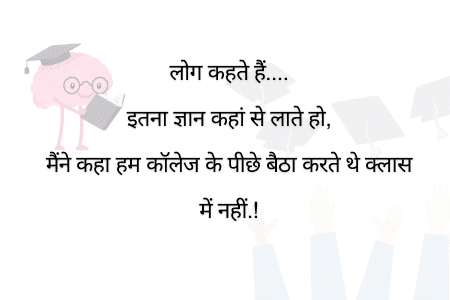 लोग कहते हैं....
इतना ज्ञान कहां से लाते हो,
मैंने कहा हम कॉलेज के पीछे बैठा करते थे क्लास
में नहीं.!